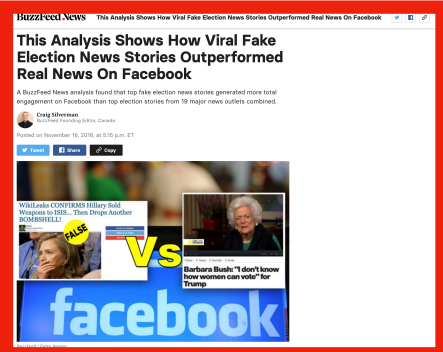 BuzzFeed News This Analysis Shows How Viral Fake Election News Stories Outperformed Real News On Facebook
This Analysis Shows How Viral Fake
Election News Stories Outperformed
Real News On Facebook
A BuzzFeed News analysis found that top fake election news stories generated more total
engagement on Facebook than top election stories from 19 major news outlets combined.
Craig Silverman
BuzzFeed Founding Editor, Canada
Posted on November 16, 2016, at 5:15 p.m. ET
Tweet Share Copy
WikiLeaks CONFIRMS Hillary Sold
Weapons to ISIS... Then Drops Another
BOMBSHELL!
FALSE
Vs
Barbara Bush: "I don't know
how women can vote" for
Trump
facebook